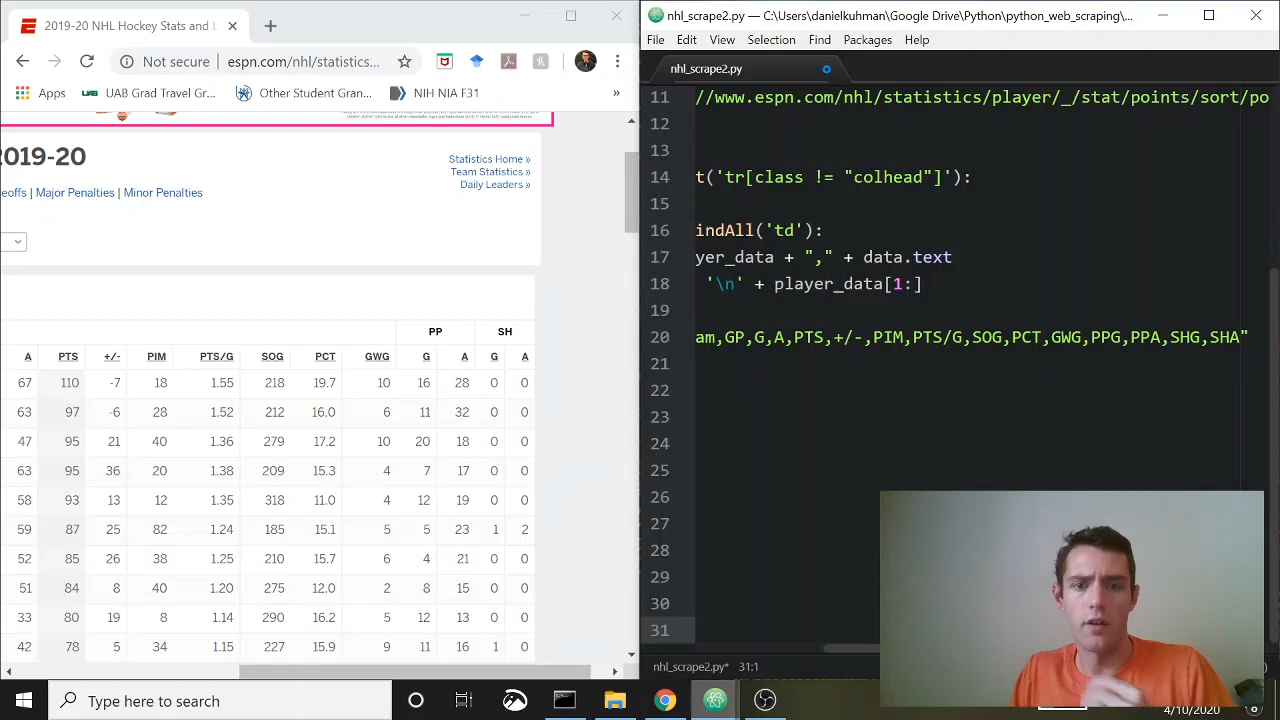 2019-20 NHL Hockey Stats and L
Not secure
espn.com/nhl/statistics...
Apps
UAB Grad Travel Gr...
Other Student Gran...
NIH NIA F31
»
2019-20
Statistics Home »
Team Statistics »
Daily Leaders »
eoffs | Major Penalties | Minor Penalties
PP SH
A PTS +/- PIM PTS/G SOG PCT GWG G A G A
67 110 -7 18 1.55 218 19.7 10 16 28 0 0
63 97 -6 28 1.52 212 16.0 6 11 32 0 0
47 95 21 40 1.36 279 17.2 10 20 18 0 0
63 95 36 20 1.38 209 15.3 4 7 17 0 0
58 93 13 12 1.35 318 11.0 4 12 19 0 0
59 87 25 82 1.24 185 15.1 3 5 23 1 2
52 85 26 38 1.25 210 15.7 6 4 21 0 0
51 84 8 40 1.20 275 12.0 2 8 15 0 0
33 80 19 8 1.14 290 16.2 5 12 13 0 0
42 78 5 34 1.15 227 15.9 9 11 16 1 0
nhl_scrape2.py — C:\Users\danielkuhman\Google Drive\Python\python_web_scraping\...
File Edit View Selection Find Packages Help
nhl_scrape2.py
11 //www.espn.com/nhl/statistics/player/_/stat/points/sort/po
12
13
14 t('tr[class != "colhead"]'):
15
16 indAll('td'):
17 yer_data + "," + data.text
18 '\n' + player_data[1:]
19
20 am,GP,G,A,PTS,+/-,PIM,PTS/G,SOG,PCT,GWG,PPG,PPA,SHG,SHA"
21
22
23
24
25
26
27
28
29
30
31
nhl_scrape2.py* 31:1
Type here to search
4/10/2020